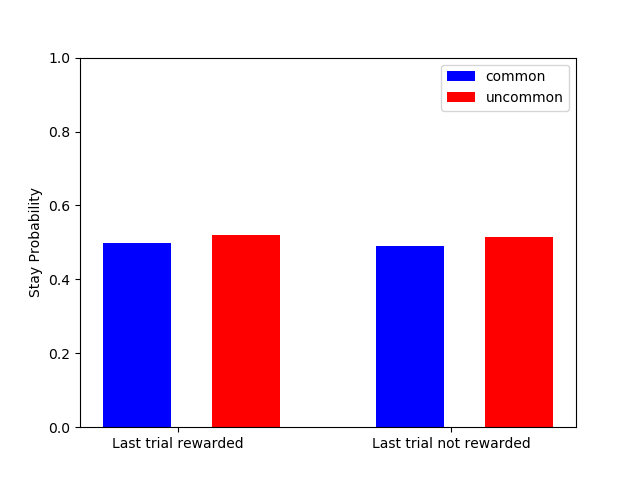 1.0
0.8
0.6
0.4
0.2
0.0
Stay Probability
common
uncommon
Last trial rewarded
Last trial not rewarded